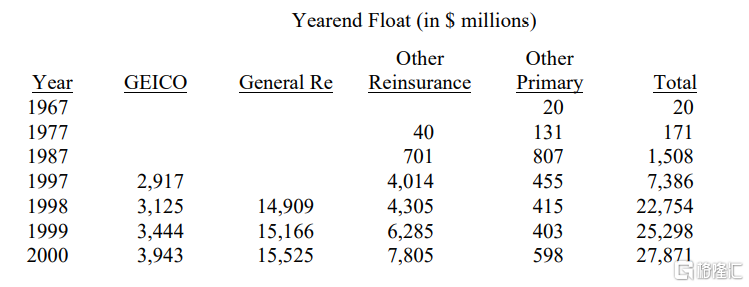 Yearend Float (in $ millions)
Other Other
Year GEICO General Re Reinsurance Primary Total
1967 20 20
1977 40 131 171
1987 701 807 1,508
1997 2,917 4,014 455 7,386
1998 3,125 14,909 4,305 415 22,754
1999 3,444 15,166 6,285 403 25,298
2000 3,943 15,525 7,805 598 27,871
格隆汇